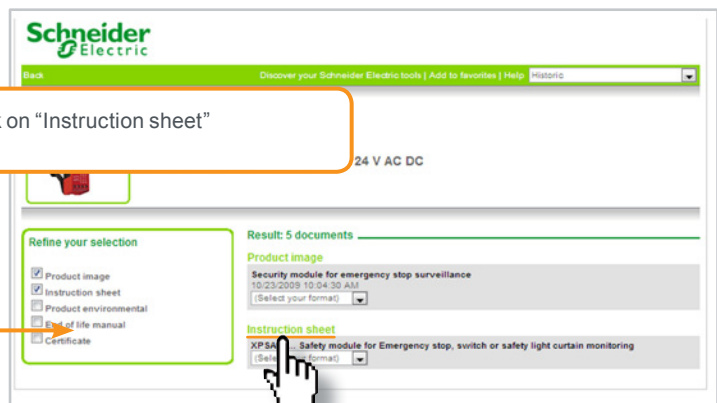 Schneider
Electric
Back
Discover your Schneider Electric tools | Add to favorites | Help Historic
on “Instruction sheet”
24 V AC DC
Refine your selection
Product image
Instruction sheet
Product environmental
End of life manual
Certificate
Result: 5 documents
Product image
Security module for emergency stop surveillance
10/23/2009 10:04:30 AM
(Select your format)
Instruction sheet
Safety module for Emergency stop, switch or safety light curtain monitoring
format)